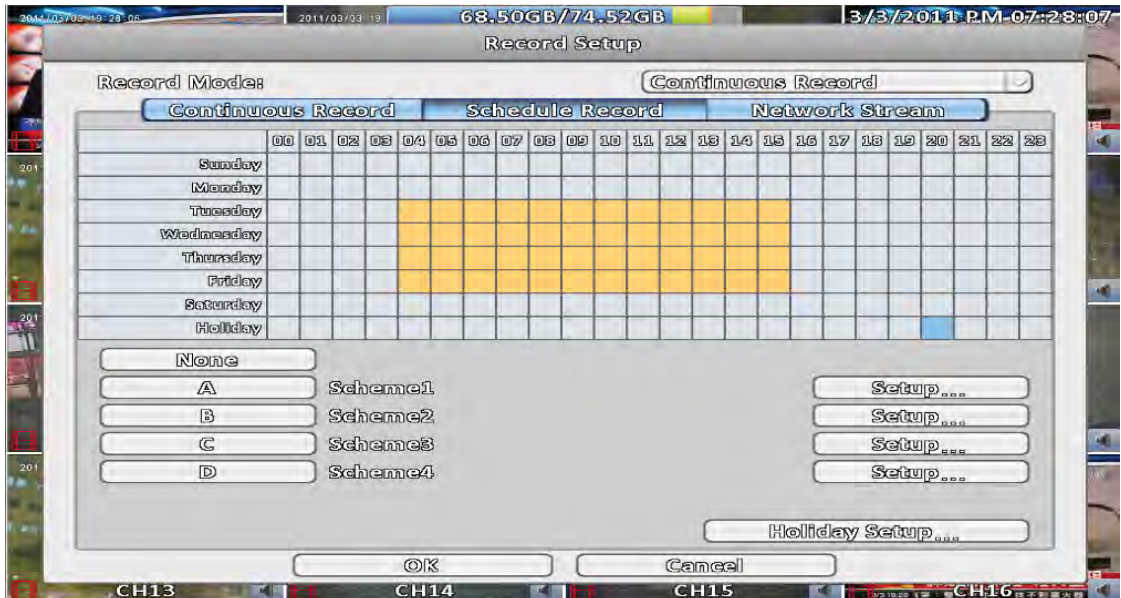 2011/03/03 19:28:06
2011/03/03 19
68.50GB/74.52GB
3/3/2011 PM 07:28:07
Record Setup
Record Mode:
Continuous Record
Continuous Record
Schedule Record
Network Stream
00 01 02 03 04 05 06 07 08 09 10 11 12 13 14 15 16 17 18 19 20 21 22 23
Sunday
Monday
Tuesday
Wednesday
Thursday
Friday
Saturday
Holiday
None
A Scheme1 Setup...
B Scheme2 Setup...
C Scheme3 Setup...
D Scheme4 Setup...
Holiday Setup...
OK
Cancel
201
201
201
CH13
CH14
CH15
CH16